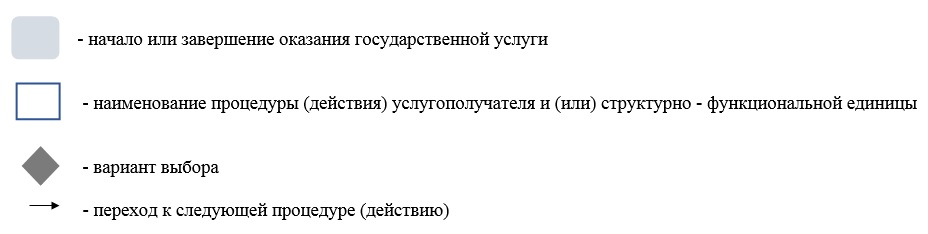 - начало или завершение оказания государственной услуги
- наименование процедуры (действия) услугополучателя и (или) структурно - функциональной единицы
- вариант выбора
- переход к следующей процедуре (действию)